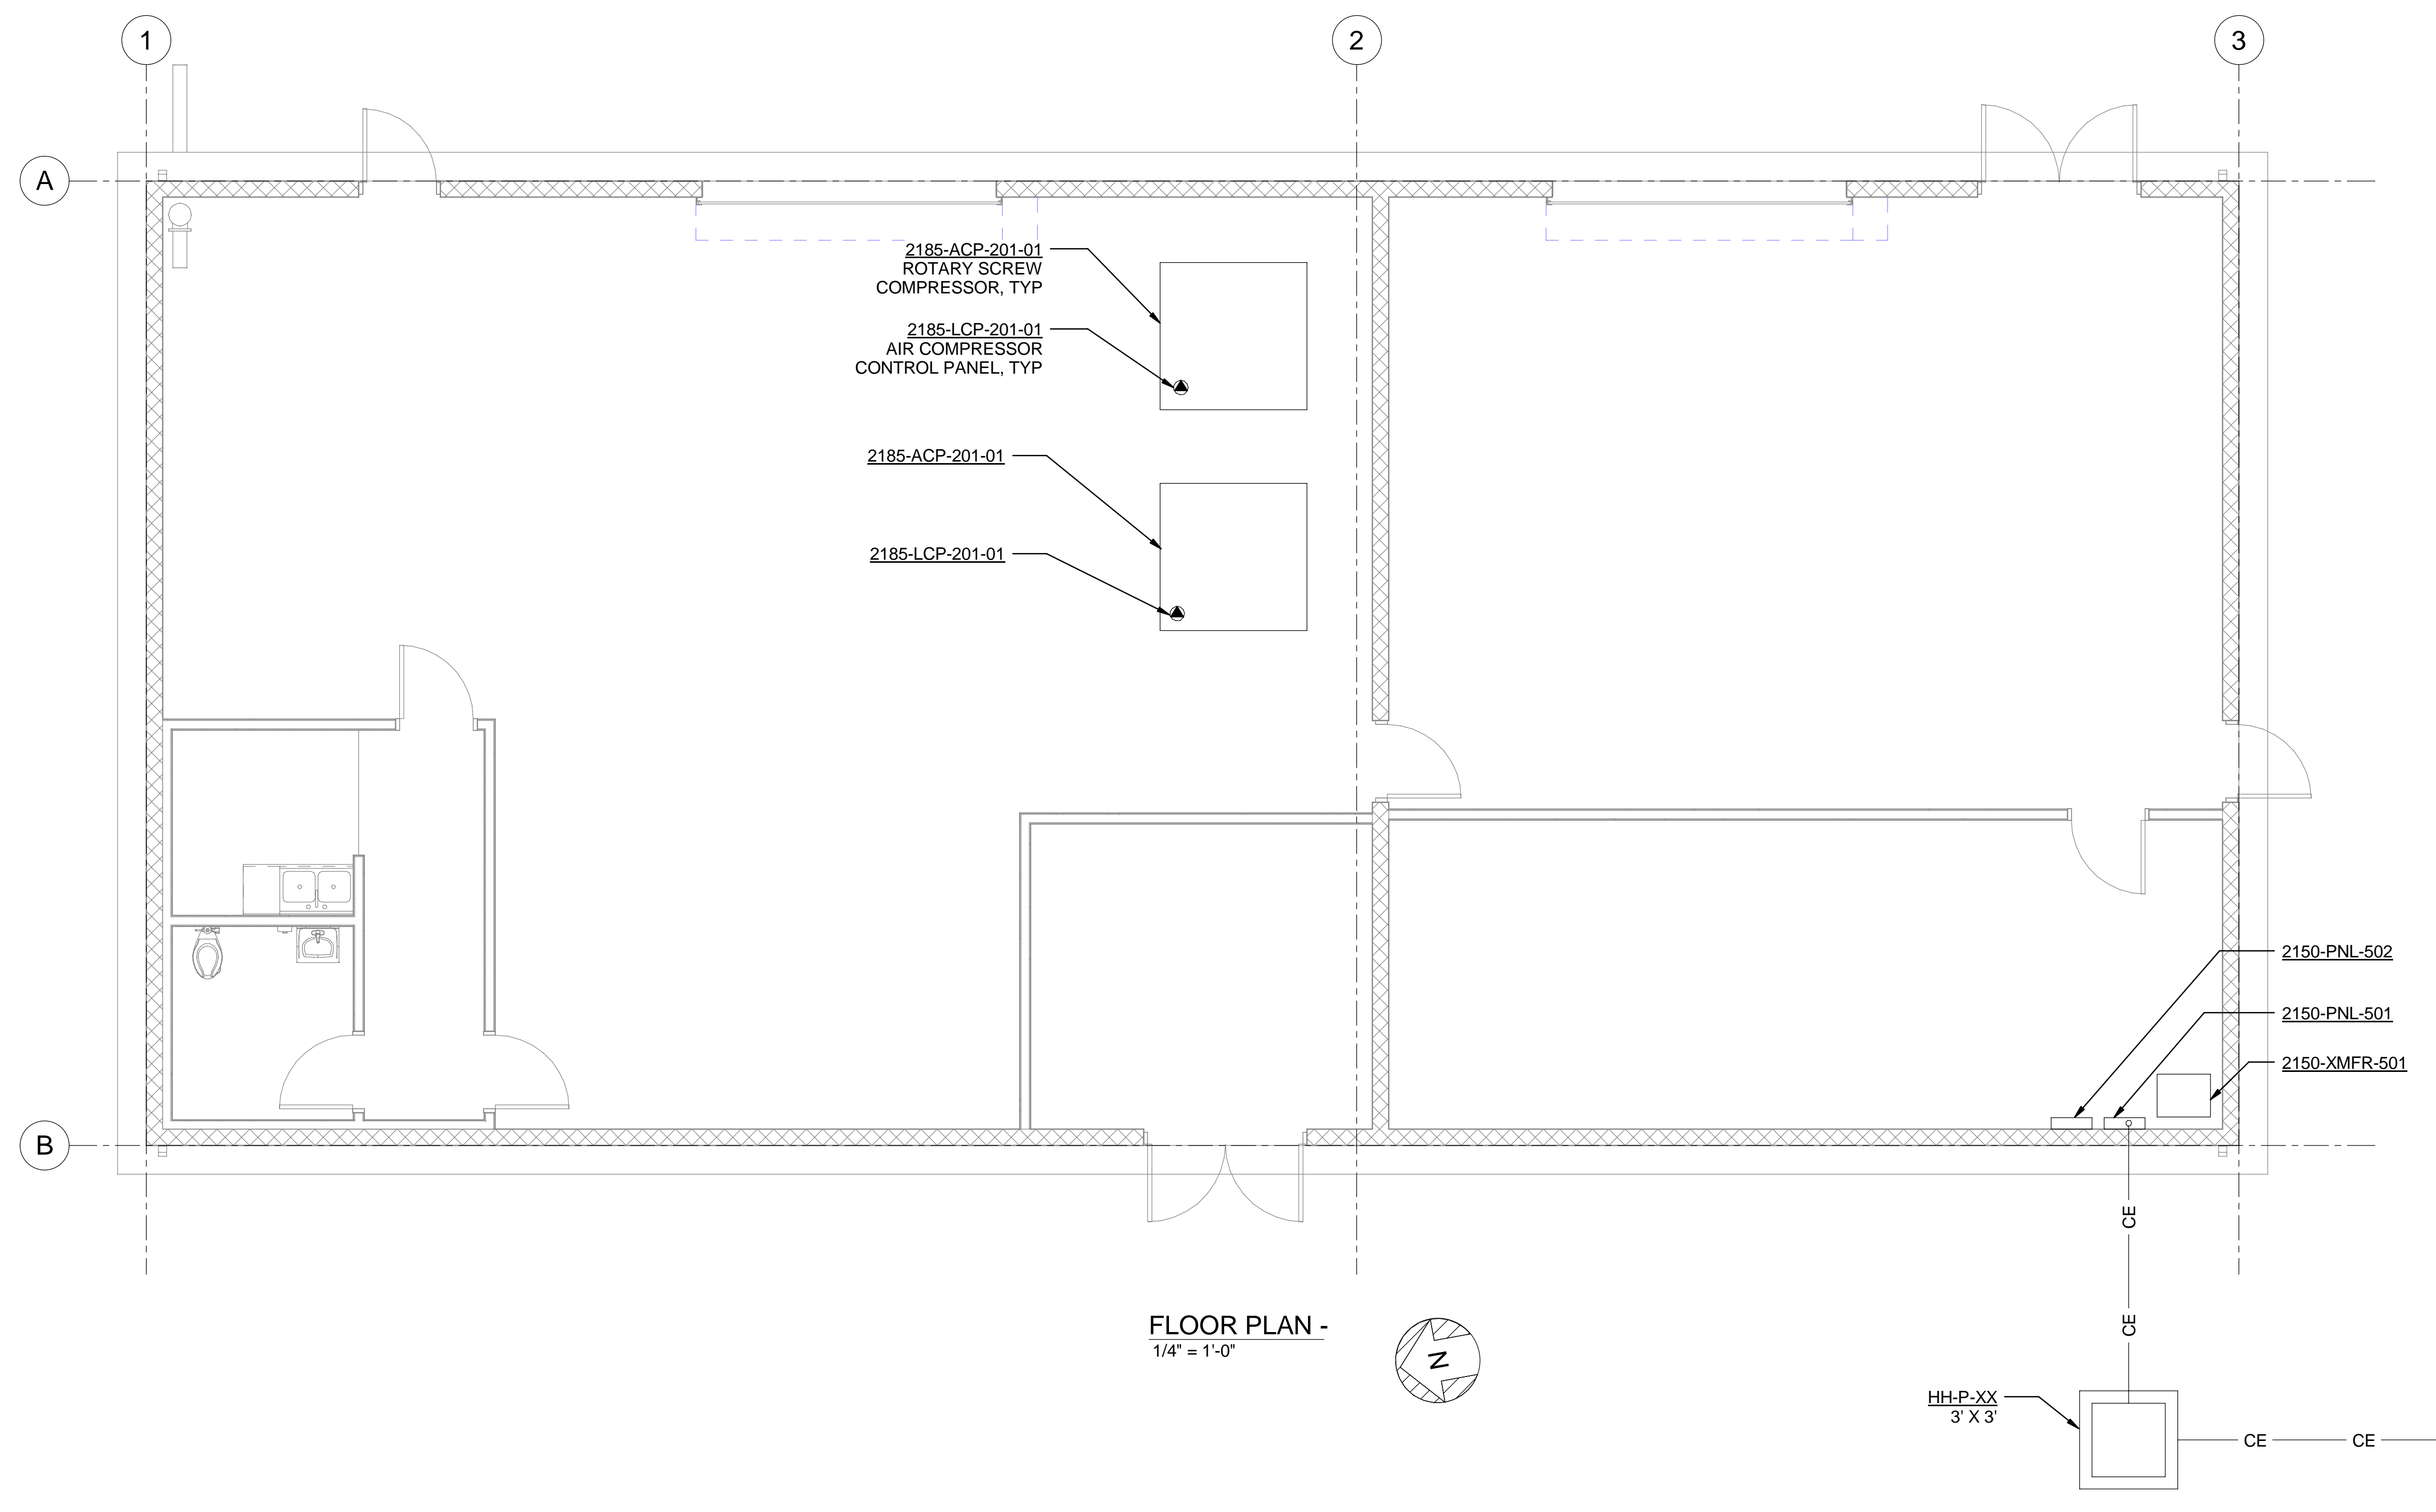 1
2
3
A
2185-ACP-201-01
ROTARY SCREW
COMPRESSOR, TYP
2185-LCP-201-01
AIR COMPRESSOR
CONTROL PANEL, TYP
2185-ACP-201-01
2185-LCP-201-01
2150-PNL-502
2150-PNL-501
2150-XMFR-501
B
CE
CE
FLOOR PLAN -
1/4" = 1'-0"
N
HH-P-XX
3' X 3'
CE
CE